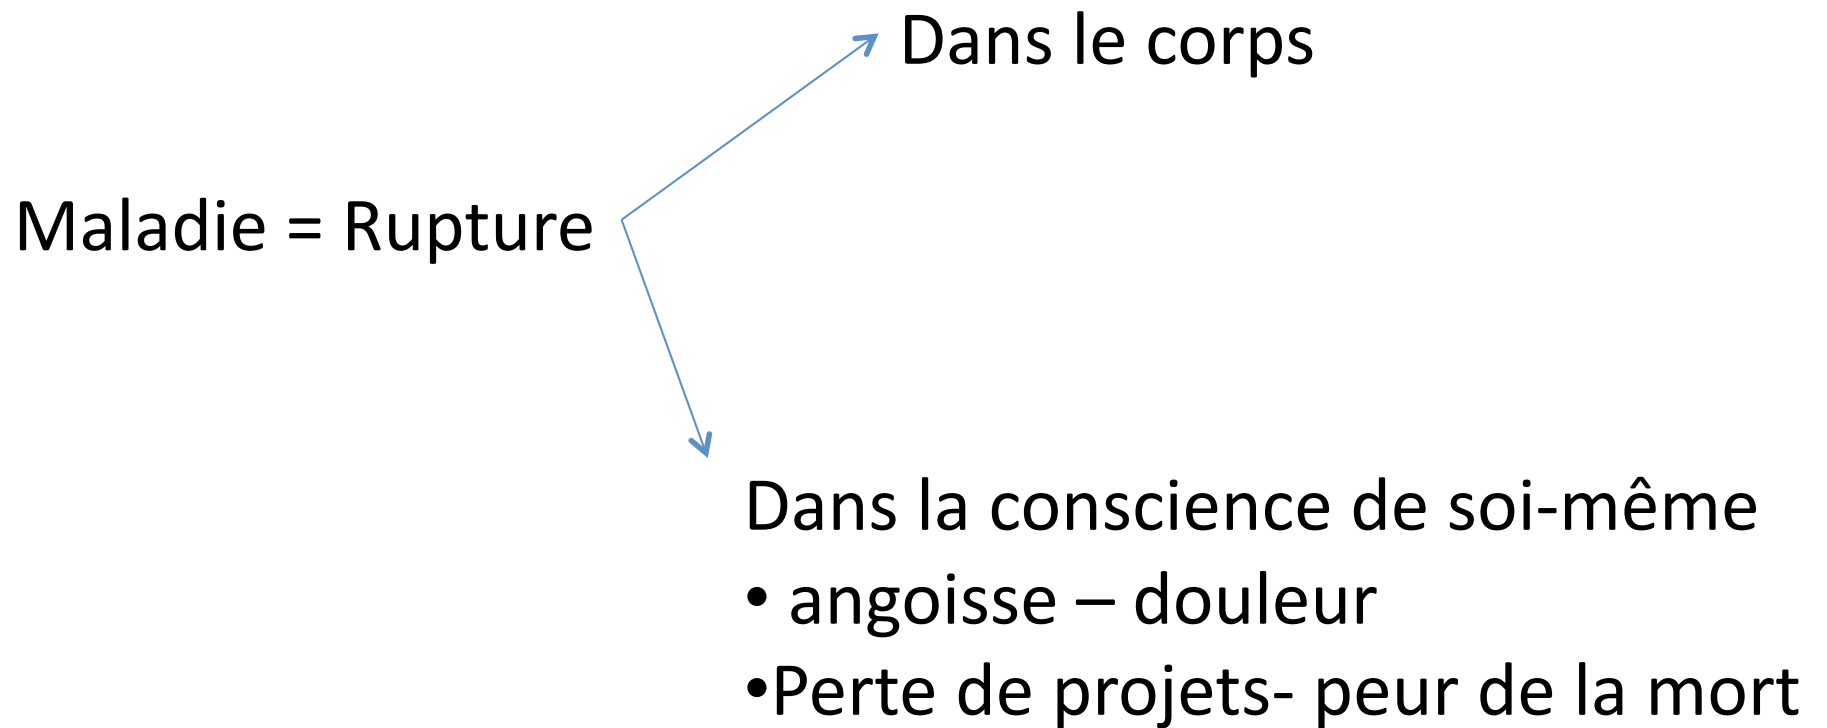 Dans le corps
Maladie = Rupture
Dans la conscience de soi-même
• angoisse – douleur
•Perte de projets- peur de la mort